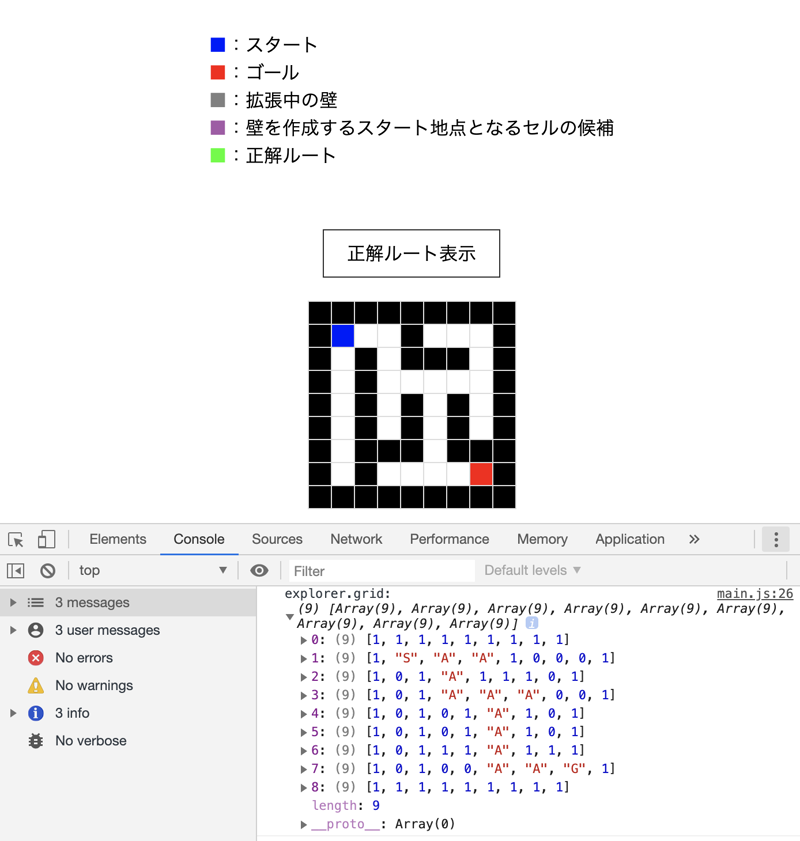 ：スタート
：ゴール
：拡張中の壁
：壁を作成するスタート地点となるセルの候補
：正解ルート
正解ルート表示
Elements Console Sources Network Performance Memory Application »
top ▼ Filter Default levels ▼
3 messages
3 user messages
No errors
No warnings
3 info
No verbose
explorer.grid: main.js:26
(9) [Array(9), Array(9), Array(9), Array(9), Array(9), Array(9),
Array(9), Array(9), Array(9)] i
0: (9) [1, 1, 1, 1, 1, 1, 1, 1, 1]
1: (9) [1, "S", "A", "A", 1, 0, 0, 0, 1]
2: (9) [1, 0, 1, "A", 1, 1, 1, 0, 1]
3: (9) [1, 0, 1, "A", "A", "A", 0, 0, 1]
4: (9) [1, 0, 1, 0, 1, "A", 1, 0, 1]
5: (9) [1, 0, 1, 0, 1, "A", 1, 0, 1]
6: (9) [1, 0, 1, 1, 1, "A", 1, 1, 1]
7: (9) [1, 0, 1, 0, 0, "A", "A", "G", 1]
8: (9) [1, 1, 1, 1, 1, 1, 1, 1, 1]
length: 9
__proto__: Array(0)